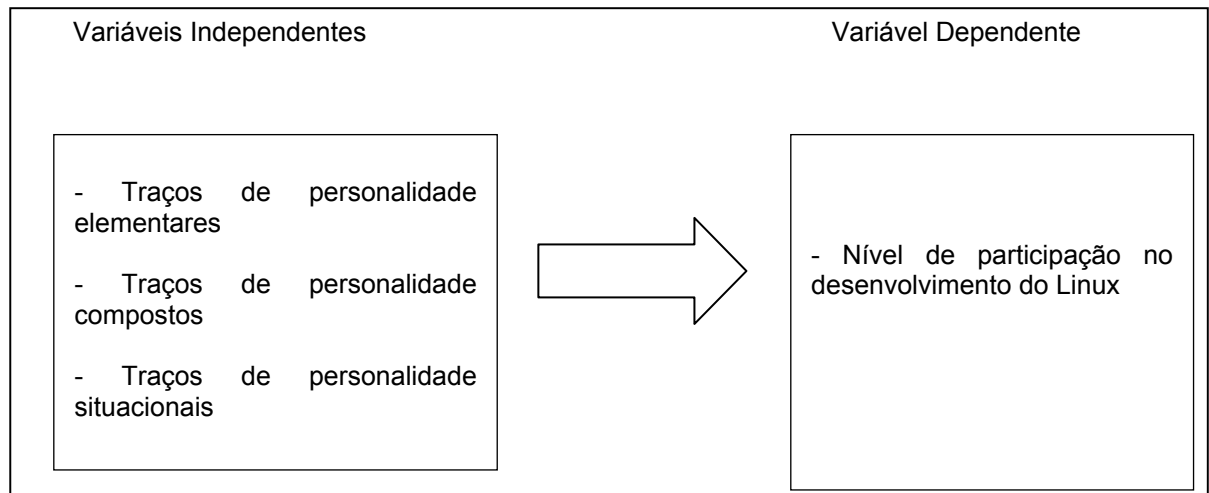 Variáveis Independentes
Variável Dependente
- Traços de personalidade
elementares
- Traços de personalidade
compostos
- Traços de personalidade
situacionais
- Nível de participação no
desenvolvimento do Linux